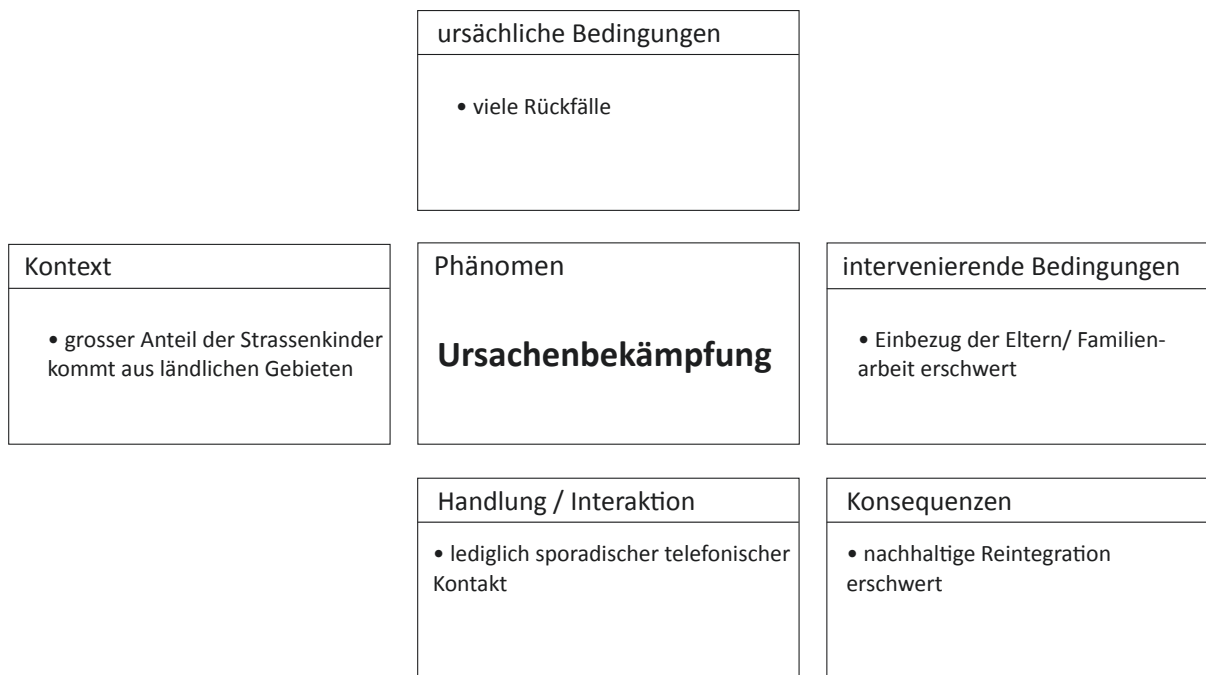 ursächliche Bedingungen
• viele Rückfälle
Kontext
• grosser Anteil der Strassenkinder
kommt aus ländlichen Gebieten
Phänomen
Ursachenbekämpfung
intervenierende Bedingungen
• Einbezug der Eltern/ Familien-
arbeit erschwert
Handlung / Interaktion
• lediglich sporadischer telefonischer
Kontakt
Konsequenzen
• nachhaltige Reintegration
erschwert